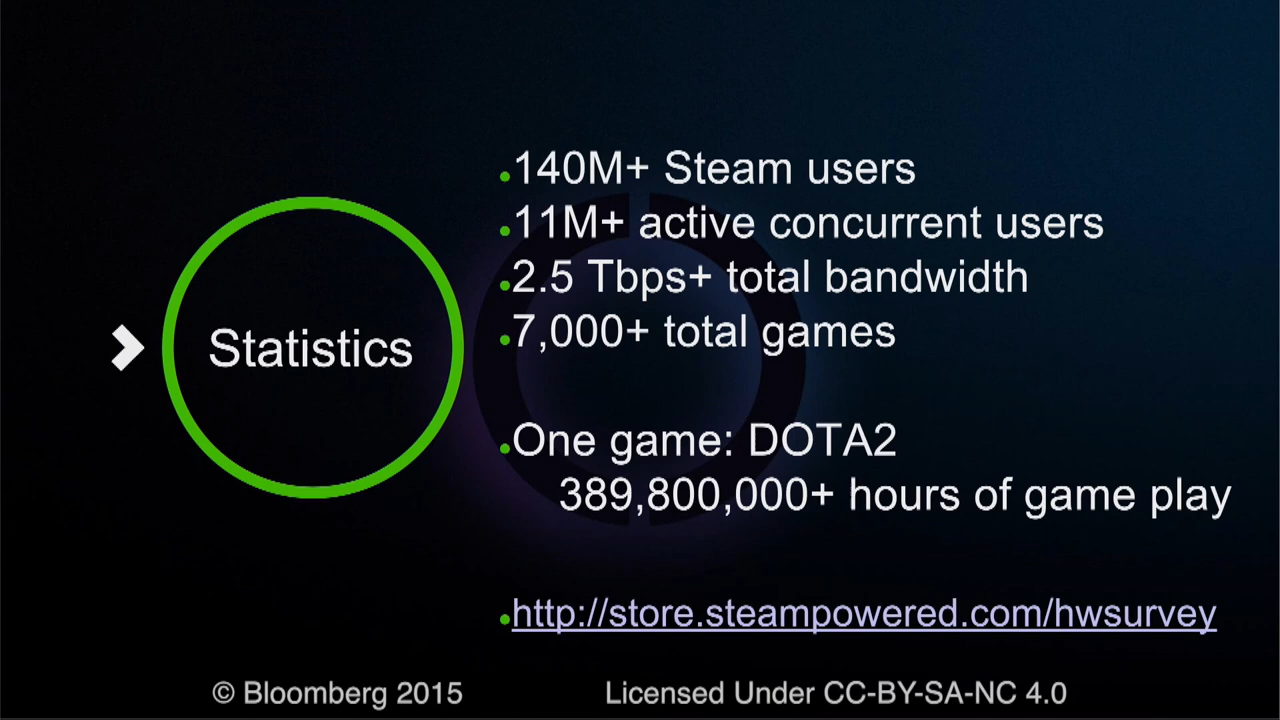 Statistics
140M+ Steam users
11M+ active concurrent users
2.5 Tbps+ total bandwidth
7,000+ total games
One game: DOTA2
389,800,000+ hours of game play
http://store.steampowered.com/hwsurvey
© Bloomberg 2015
Licensed Under CC-BY-SA-NC 4.0